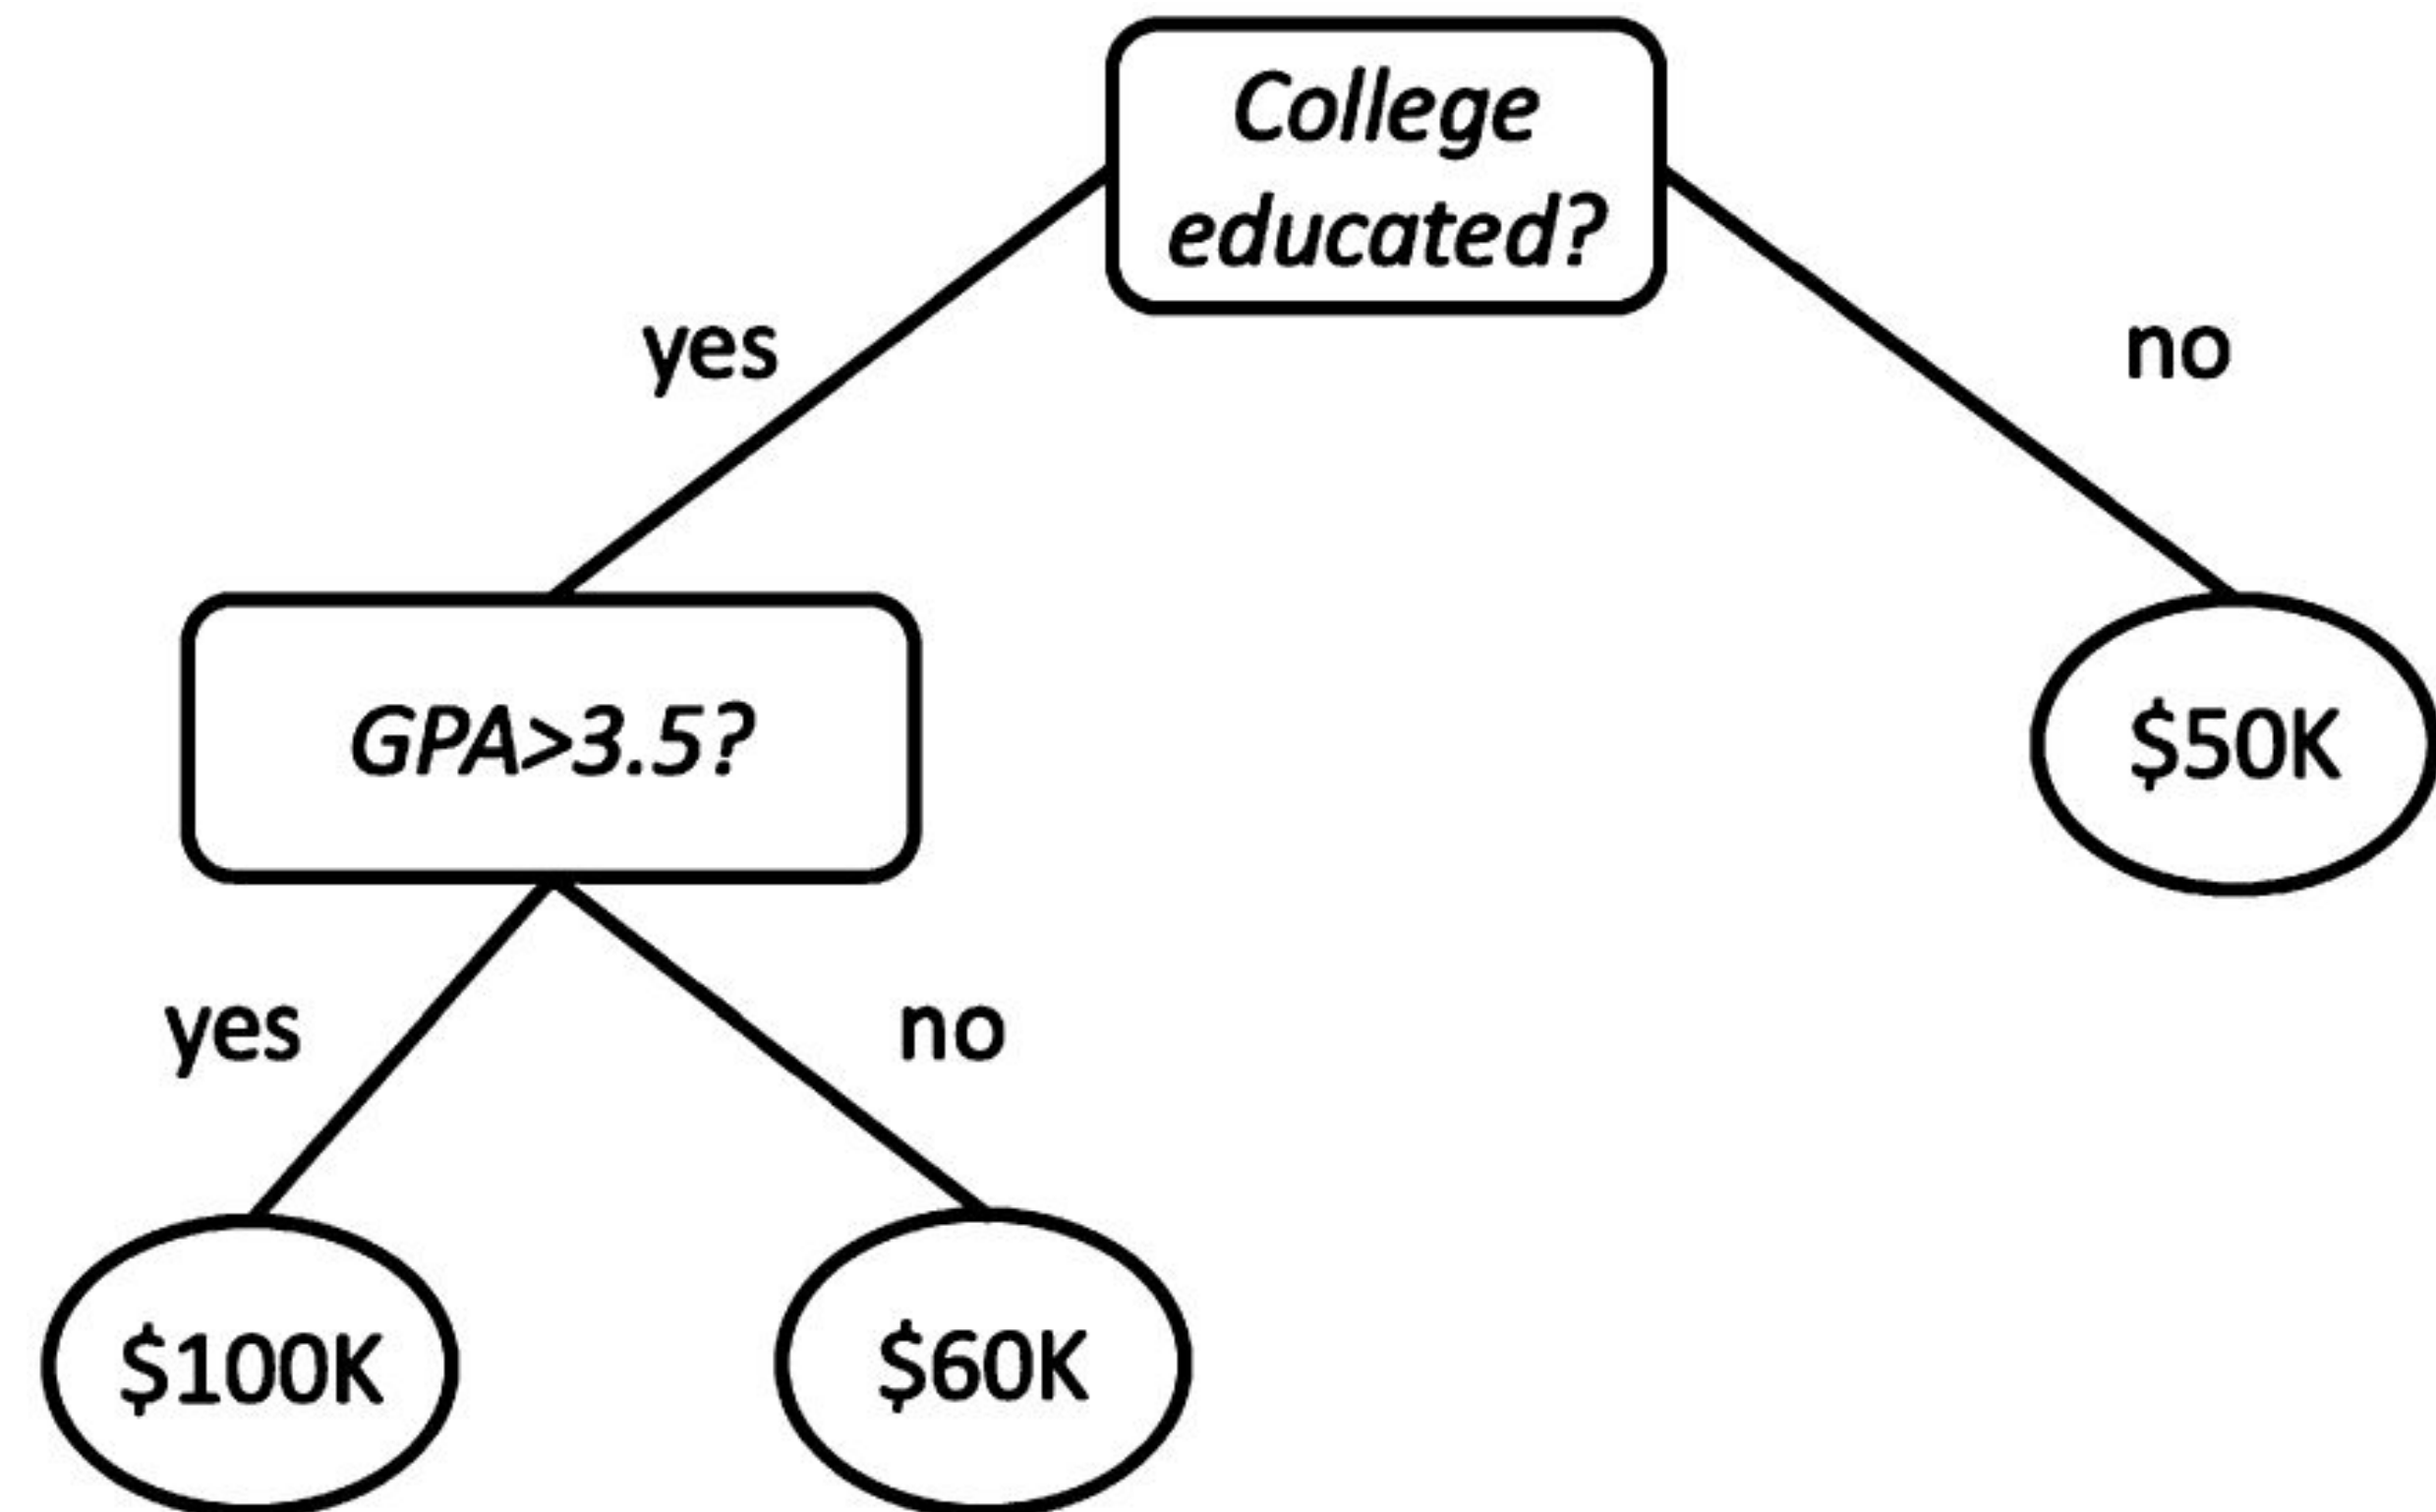 College
educated?
yes
no
GPA>3.5?
$50K
yes
no
$100K
$60K